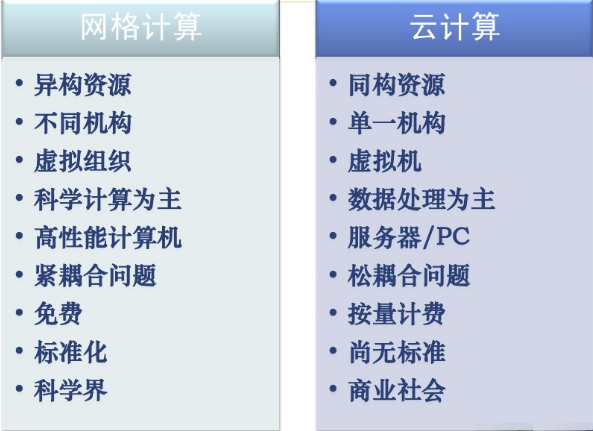 网格计算
• 异构资源
• 不同机构
• 虚拟组织
• 科学计算为主
• 高性能计算机
• 紧耦合问题
• 免费
• 标准化
• 科学界
云计算
• 同构资源
• 单一机构
• 虚拟机
• 数据处理为主
• 服务器/PC
• 松耦合问题
• 按量计费
• 尚无标准
• 商业社会